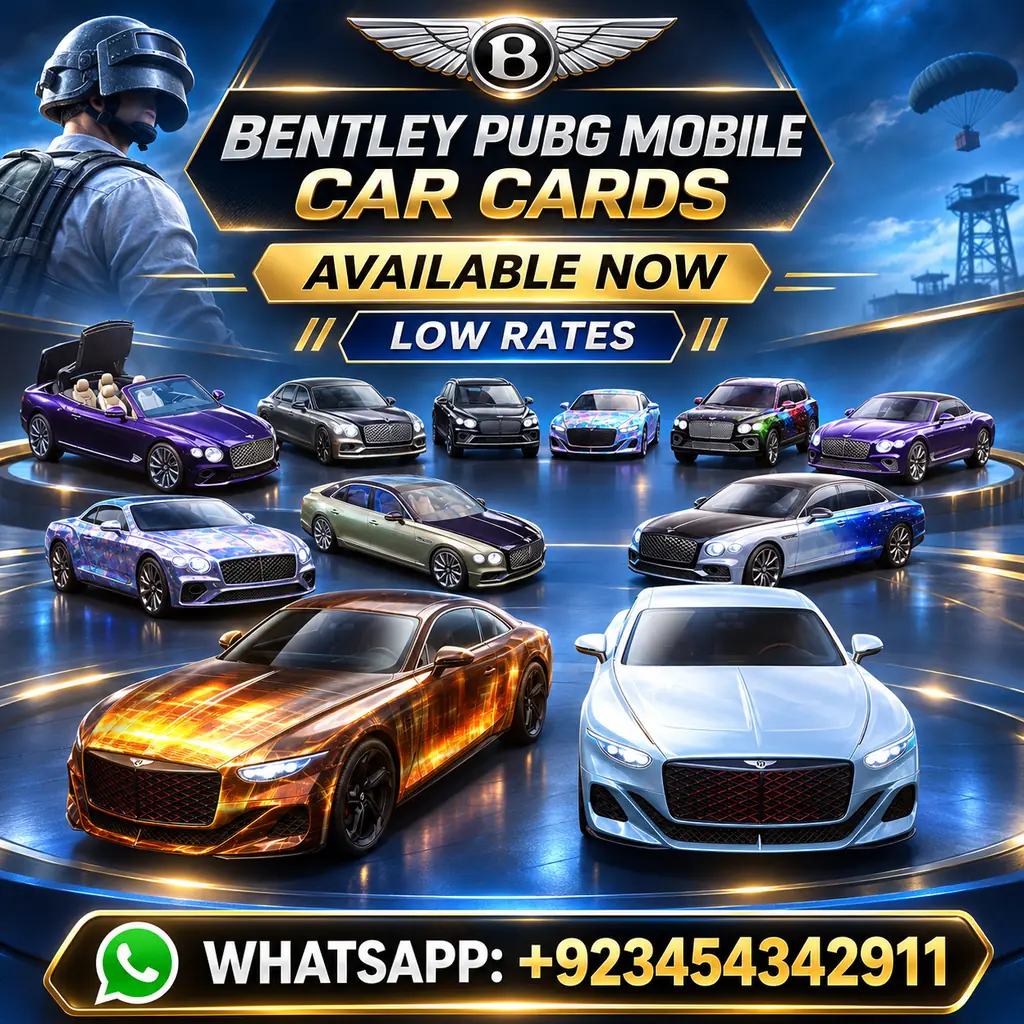 B
BENTLEY PUBG MOBILE
CAR CARDS
AVAILABLE NOW
LOW RATES
WHATSAPP: +923454342911